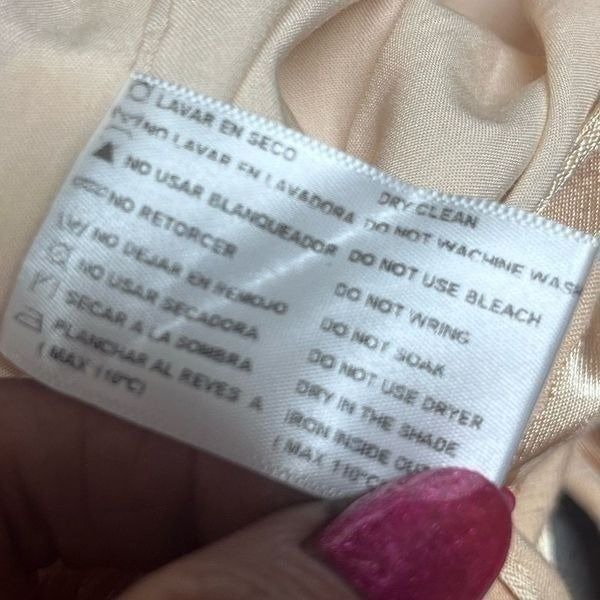 LAVAR EN SECO
NO LAVAR EN LAVADORA
NO USAR BLANQUEADOR
NO RETORCER
NO DEJAR EN REMOJO
NO USAR SECADORA
SECAR A LA SOMBRA
PLANCHAR AL REVES A
( MAX 110°C)
DRY CLEAN
DO NOT WACHINE WASH
DO NOT USE BLEACH
DO NOT WRING
DO NOT SOAK
DO NOT USE DRYER
DRY IN THE SHADE
IRON INSIDE OUT
( MAX 110°C